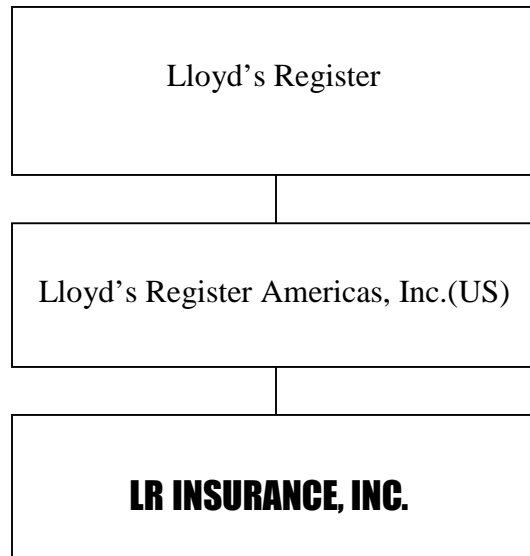 Lloyd’s Register
Lloyd’s Register Americas, Inc.(US)
LR INSURANCE, INC.